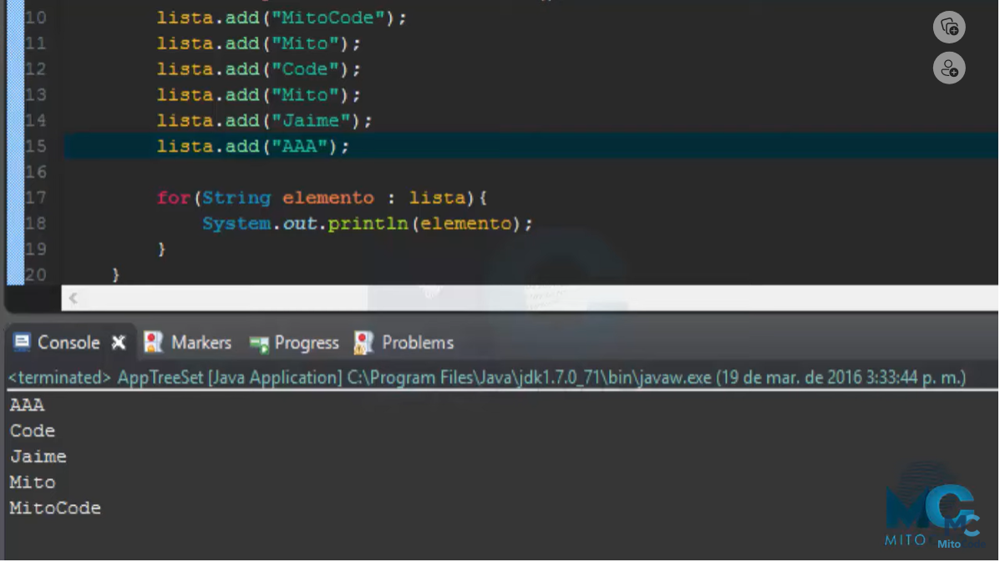 10 lista.add("MitoCode");
11 lista.add("Mito");
12 lista.add("Code");
13 lista.add("Mito");
14 lista.add("Jaime");
15 lista.add("AAA");
16
17 for(String elemento : lista){
18 System.out.println(elemento);
19 }
20 }
Console Markers Progress Problems
<terminated> AppTreeSet [Java Application] C:\Program Files\Java\jdk1.7.0_71\bin\javaw.exe (19 de mar. de 2016 3:33:44 p. m.)
AAA
Code
Jaime
Mito
MitoCode
MC
MITO
MC
MitoCode